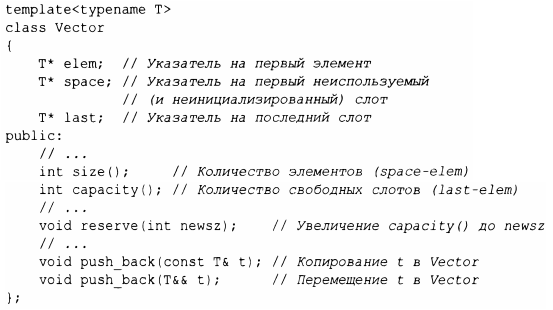 template<typename T>
class Vector
{
    T* elem;  // Указатель на первый элемент
    T* space; // Указатель на первый неиспользуемый
              // (и неинициализированный) слот
    T* last;  // Указатель на последний слот
public:
    // ...
    int size();     // Количество элементов (space-elem)
    int capacity(); // Количество свободных слотов (last-elem)
    // ...
    void reserve(int newsz);    // Увеличение capacity() до newsz
    // ...
    void push_back(const T& t); // Копирование t в Vector
    void push_back(T&& t);      // Перемещение t в Vector
};